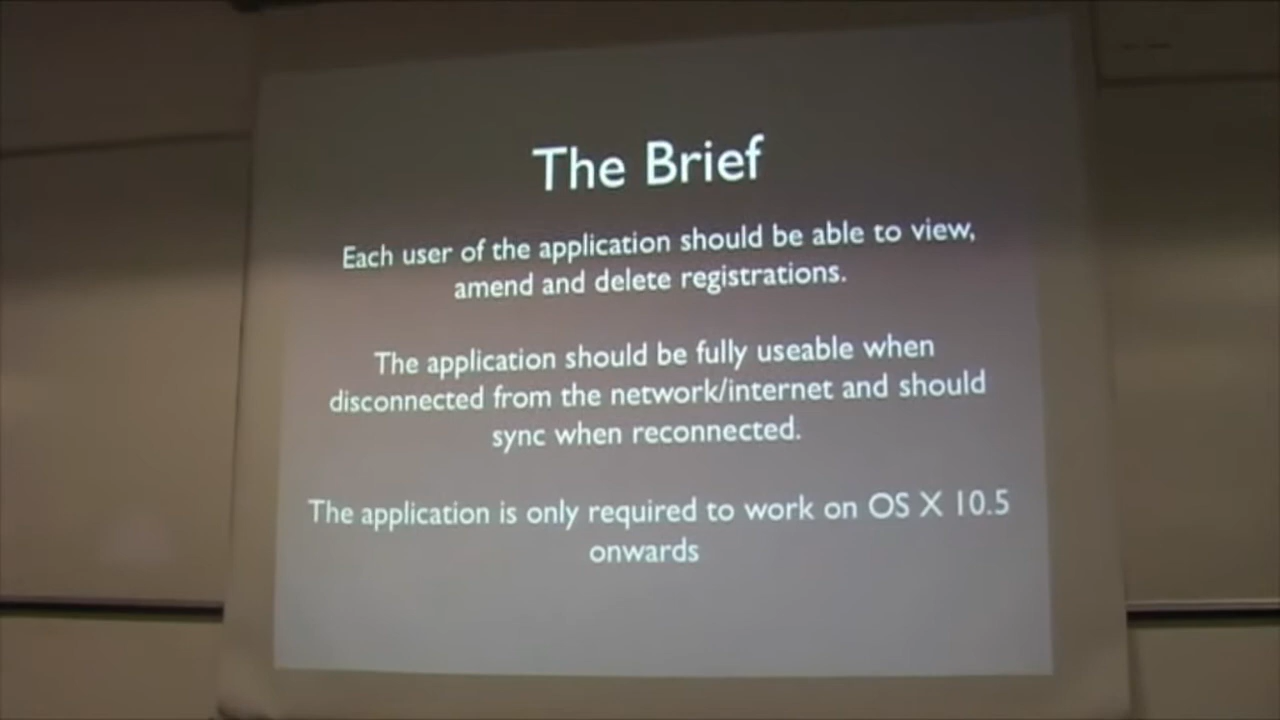 The Brief
Each user of the application should be able to view,
amend and delete registrations.
The application should be fully useable when
disconnected from the network/internet and should
sync when reconnected.
The application is only required to work on OS X 10.5
onwards